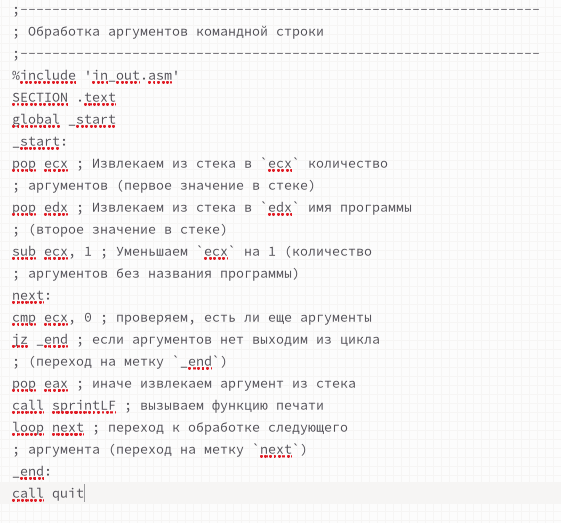 ;-----------------------------------------------------------------
; Обработка аргументов командной строки
;-----------------------------------------------------------------
%include 'in_out.asm'
SECTION .text
global _start
_start:
pop ecx ; Извлекаем из стека в `ecx` количество
; аргументов (первое значение в стеке)
pop edx ; Извлекаем из стека в `edx` имя программы
; (второе значение в стеке)
sub ecx, 1 ; Уменьшаем `ecx` на 1 (количество
; аргументов без названия программы)
next:
cmp ecx, 0 ; проверяем, есть ли еще аргументы
jz _end ; если аргументов нет выходим из цикла
; (переход на метку `_end`)
pop eax ; иначе извлекаем аргумент из стека
call sprintLF ; вызываем функцию печати
loop next ; переход к обработке следующего
; аргумента (переход на метку `next`)
_end:
call quit